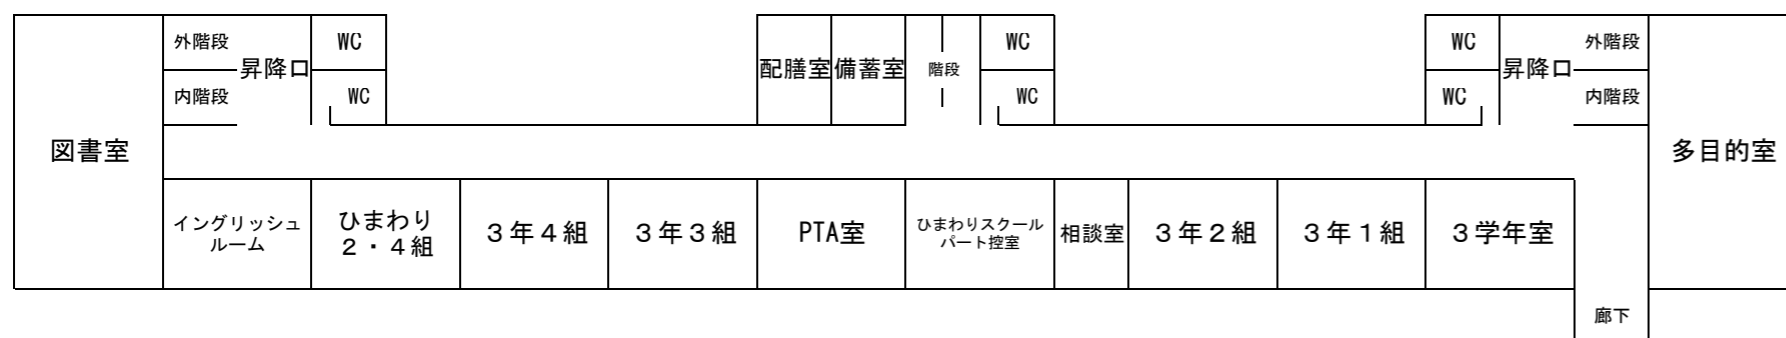 外階段
WC
配膳室
備蓄室
階段
WC
WC
外階段
昇降口
昇降口
内階段
WC
WC
WC
内階段
図書室
多目的室
イングリッシュ
ルーム
ひまわり
２・４組
３年４組
３年３組
PTA室
ひまわりスクール
パート控室
相談室
３年２組
３年１組
３学年室
廊下